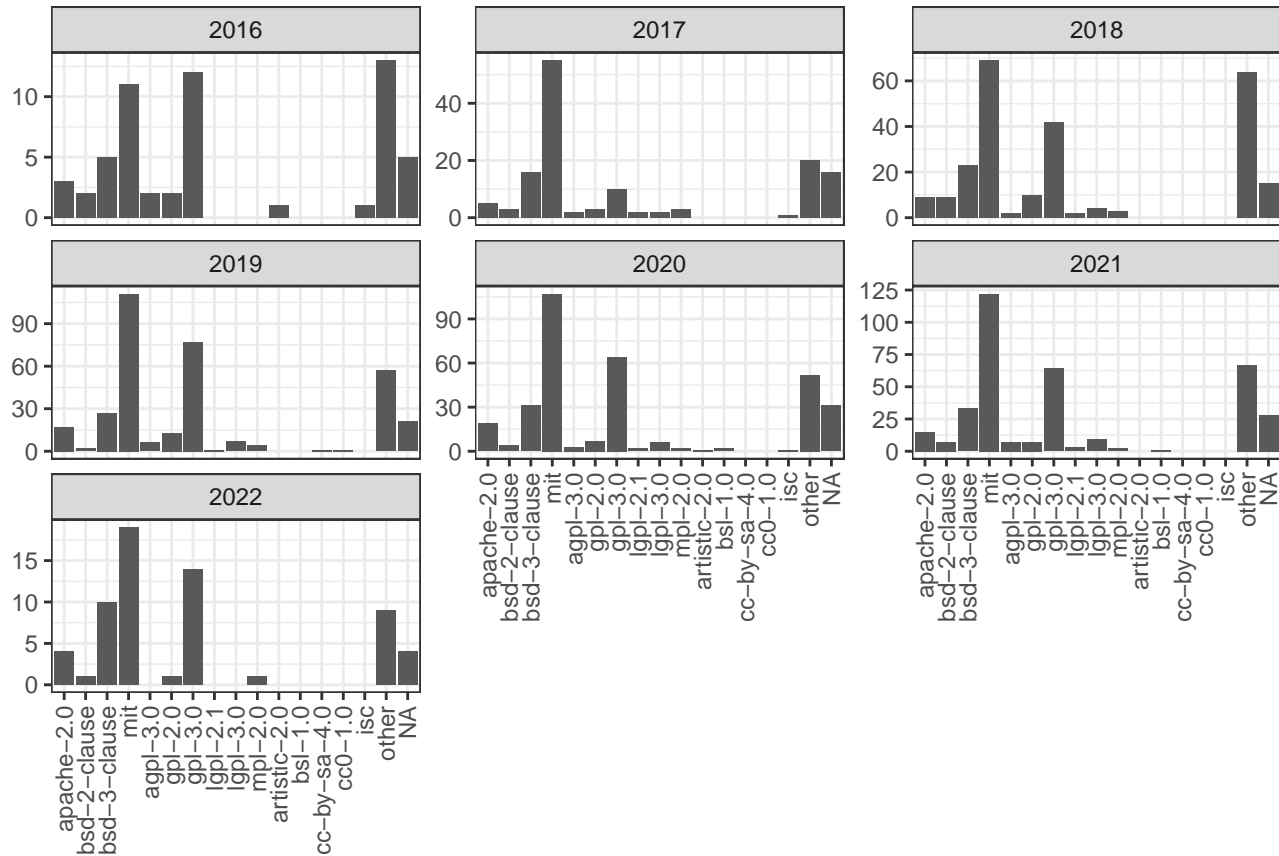 2016
2017
2018
10
5
0
40
20
0
60
40
20
0
2019
2020
2021
90
60
30
0
90
60
30
0
125
100
75
50
25
0
2022
15
10
5
0
apache−2.0
bsd−2−clause
bsd−3−clause
mit
agpl−3.0
gpl−2.0
gpl−3.0
lgpl−2.1
lgpl−3.0
mpl−2.0
artistic−2.0
bsl−1.0
cc−by−sa−4.0
cc0−1.0
isc
other
NA
apache−2.0
bsd−2−clause
bsd−3−clause
mit
agpl−3.0
gpl−2.0
gpl−3.0
lgpl−2.1
lgpl−3.0
mpl−2.0
artistic−2.0
bsl−1.0
cc−by−sa−4.0
cc0−1.0
isc
other
NA
apache−2.0
bsd−2−clause
bsd−3−clause
mit
agpl−3.0
gpl−2.0
gpl−3.0
lgpl−2.1
lgpl−3.0
mpl−2.0
artistic−2.0
bsl−1.0
cc−by−sa−4.0
cc0−1.0
isc
other
NA